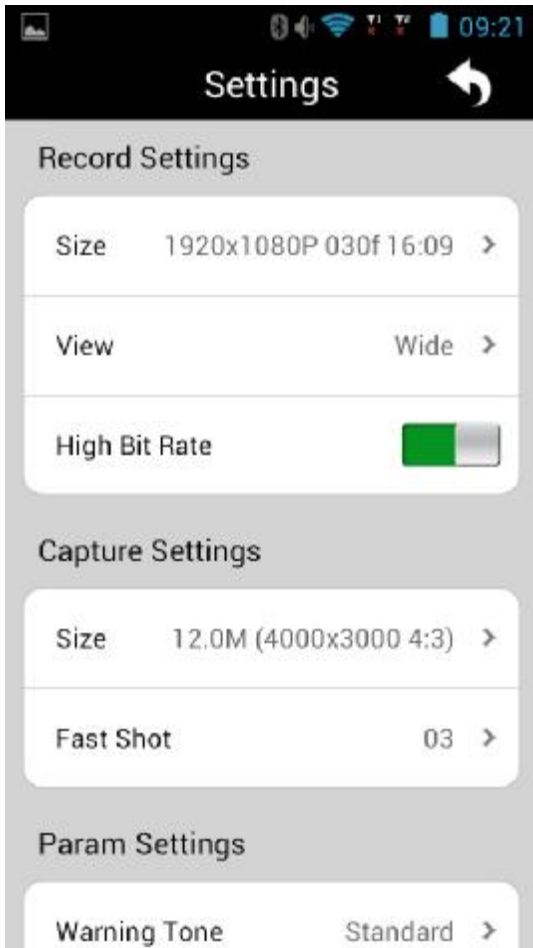 09:21
Settings
Record Settings
Size 1920x1080P 030f 16:09
View Wide
High Bit Rate
Capture Settings
Size 12.0M (4000x3000 4:3)
Fast Shot 03
Param Settings
Warning Tone Standard